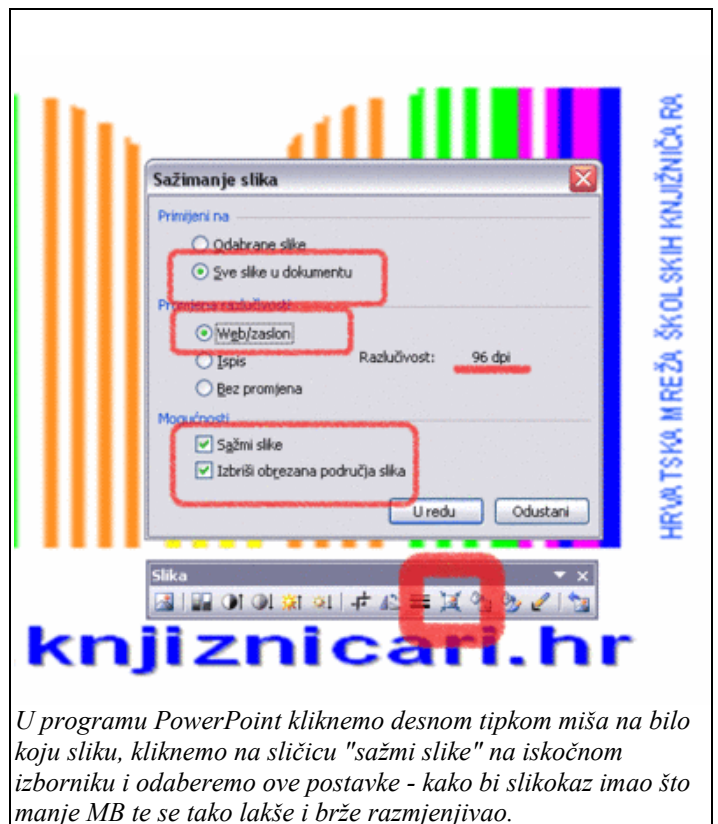 HRVATSKA MREŽA ŠKOLSKIH KNJIŽNIČARA
Sažimanje slika
Primijeni na
Odabrane slike
Sve slike u dokumentu
Promjena razlučivosti
Web/zaslon
Ispis
Razlučivost: 96 dpi
Bez promjena
Mogućnosti
Sažmi slike
Izbriši obrezana područja slika
U redu Odustani
Slika
knjiznicari.hr
U programu PowerPoint kliknemo desnom tipkom miša na bilo
koju sliku, kliknemo na sličicu "sažmi slike" na iskočnom
izborniku i odaberemo ove postavke - kako bi slikokaz imao što
manje MB te se tako lakše i brže razmjenjivao.